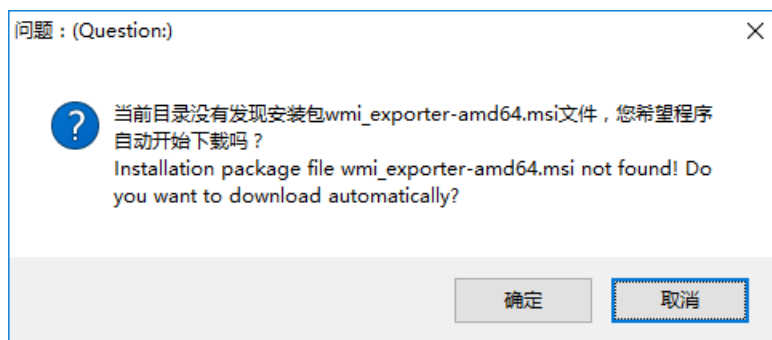 问题：(Question:)
当前目录没有发现安装包wmi_exporter-amd64.msi文件，您希望程序
自动开始下载吗？
Installation package file wmi_exporter-amd64.msi not found! Do
you want to download automatically?
确定
取消